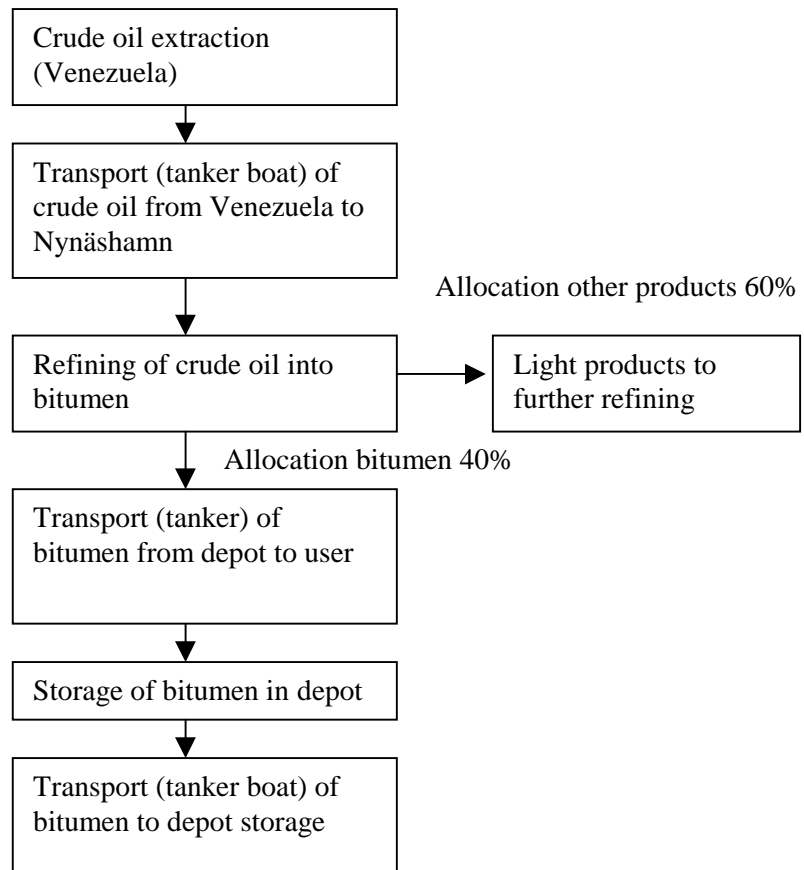 Crude oil extraction
(Venezuela)
Transport (tanker boat) of
crude oil from Venezuela to
Nynäshamn
Allocation other products 60%
Refining of crude oil into
bitumen
Light products to
further refining
Allocation bitumen 40%
Transport (tanker) of
bitumen from depot to user
Storage of bitumen in depot
Transport (tanker boat) of
bitumen to depot storage